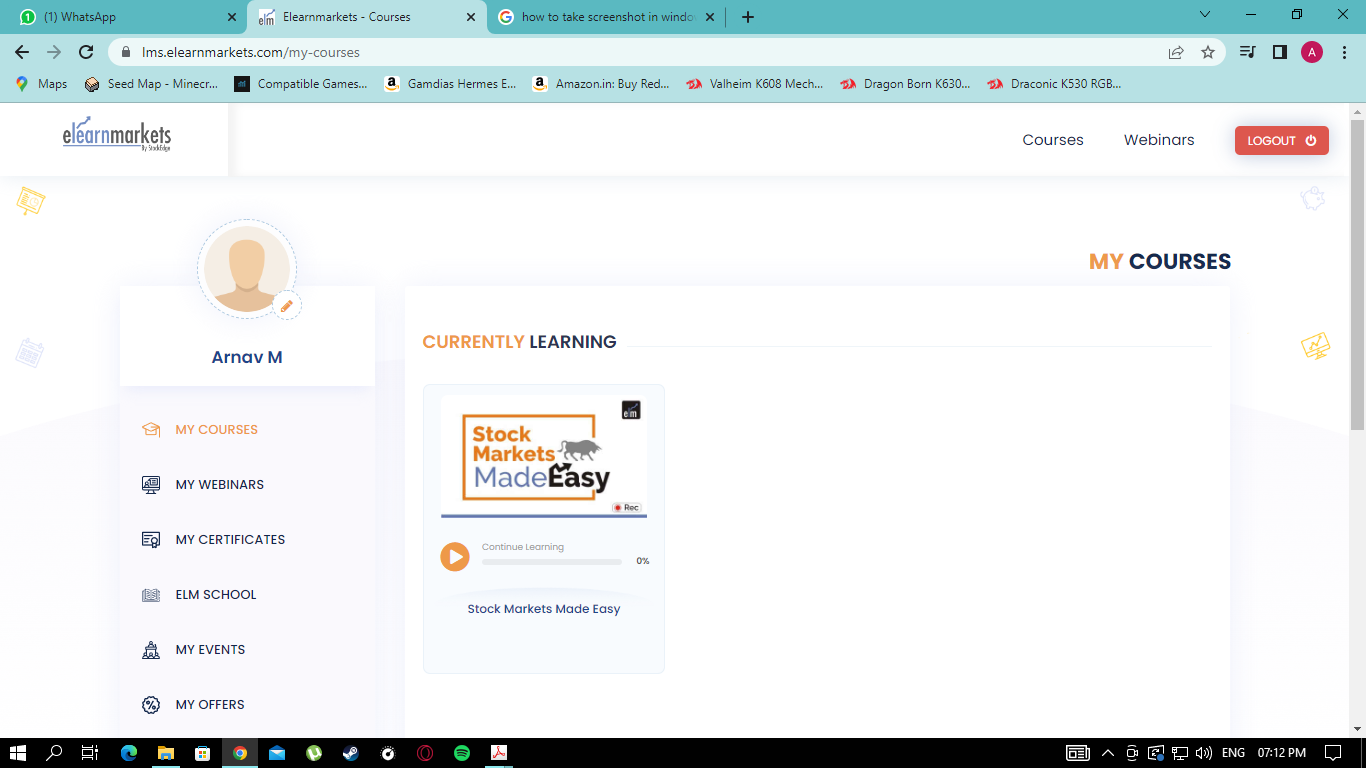 (1) WhatsApp
Elearnmarkets - Courses
how to take screenshot in windo
lms.elearnmarkets.com/my-courses
A
Maps
Seed Map - Minecr...
Compatible Games...
Gamdias Hermes E...
Amazon.in: Buy Red...
Valheim K608 Mech...
Dragon Born K630...
Draconic K530 RGB...
elearnmarkets
By StockEdge
Courses
Webinars
LOGOUT
MY COURSES
Arnav M
MY COURSES
MY WEBINARS
MY CERTIFICATES
ELM SCHOOL
MY EVENTS
MY OFFERS
CURRENTLY LEARNING
elm
Stock
Markets
MadeEasy
Rec
Continue Learning
0%
Stock Markets Made Easy
ENG
07:12 PM